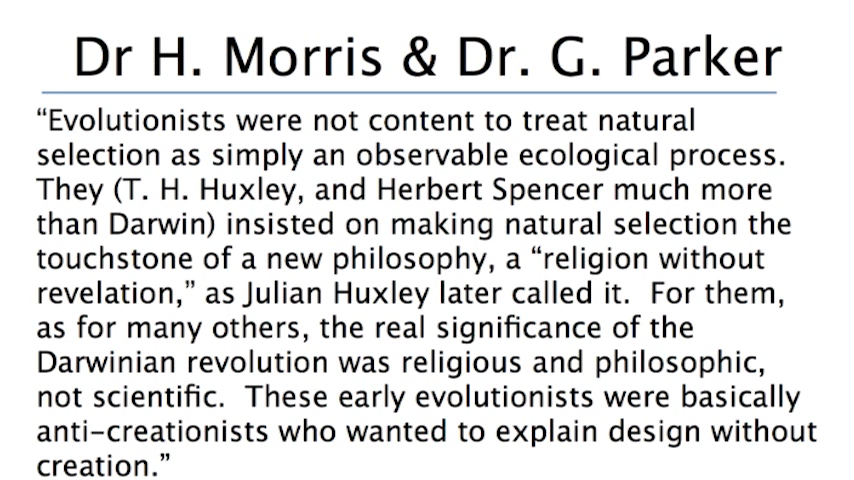 Dr H. Morris & Dr. G. Parker
“Evolutionists were not content to treat natural
selection as simply an observable ecological process.
They (T. H. Huxley, and Herbert Spencer much more
than Darwin) insisted on making natural selection the
touchstone of a new philosophy, a “religion without
revelation,” as Julian Huxley later called it.  For them,
as for many others, the real significance of the
Darwinian revolution was religious and philosophic,
not scientific.  These early evolutionists were basically
anti-creationists who wanted to explain design without
creation.”